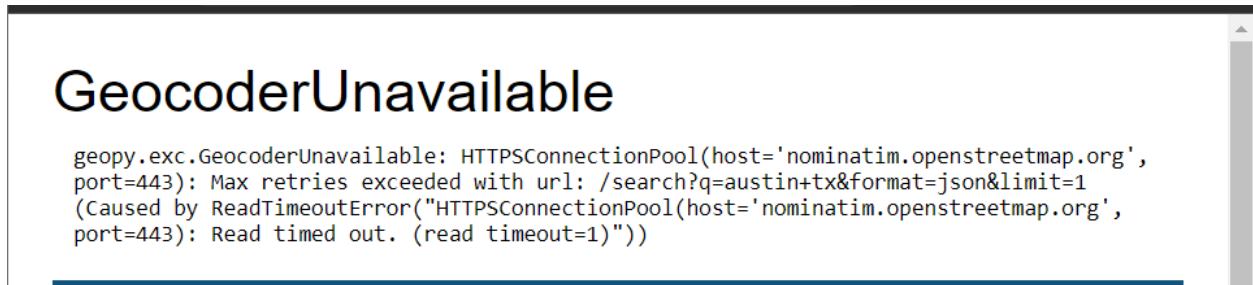 GeocoderUnavailable
geopy.exc.GeocoderUnavailable: HTTPSConnectionPool(host='nominatim.openstreetmap.org',
port=443): Max retries exceeded with url: /search?q=austin+tx&format=json&limit=1
(Caused by ReadTimeoutError("HTTPSConnectionPool(host='nominatim.openstreetmap.org',
port=443): Read timed out. (read timeout=1)"))